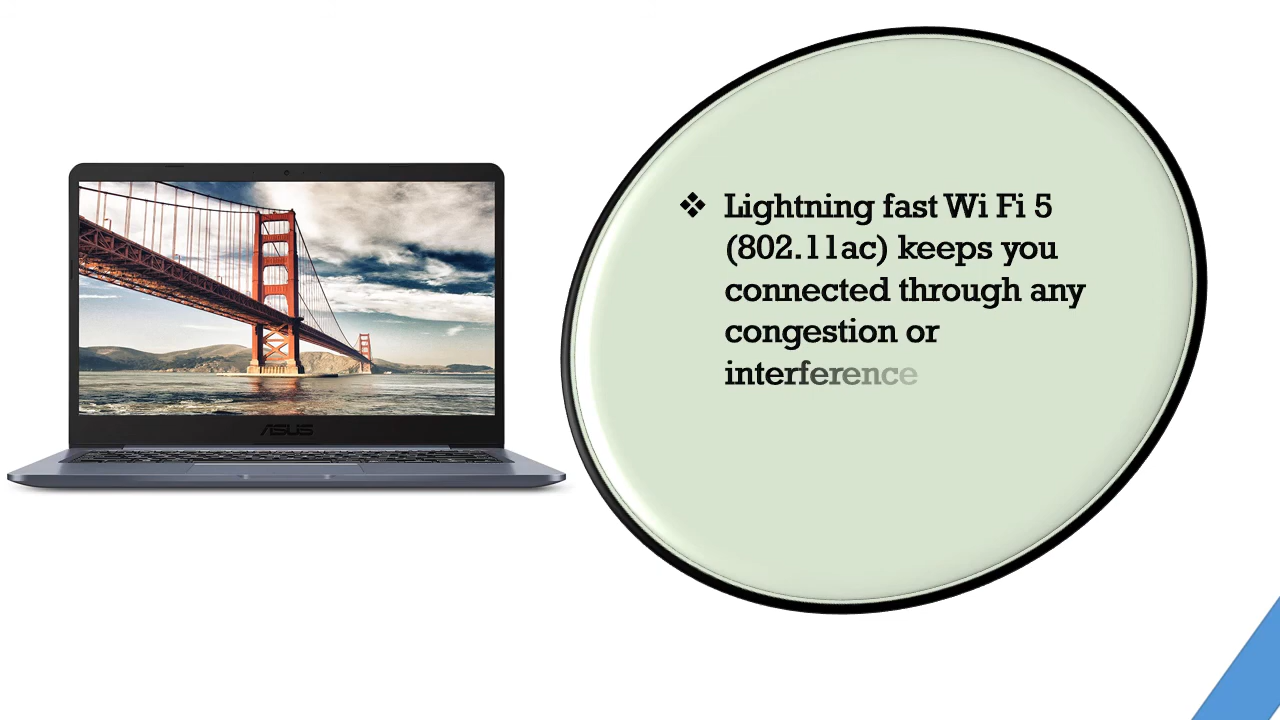 ASUS
❖ Lightning fast Wi Fi 5
(802.11ac) keeps you
connected through any
congestion or
interference